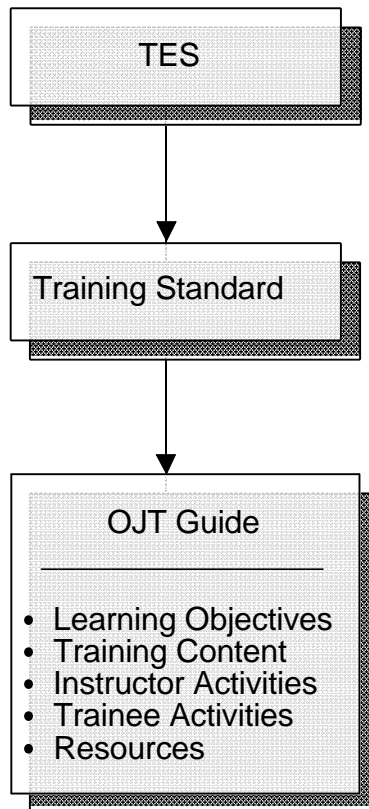 TES
Training Standard
OJT Guide
• Learning Objectives
• Training Content
• Instructor Activities
• Trainee Activities
• Resources